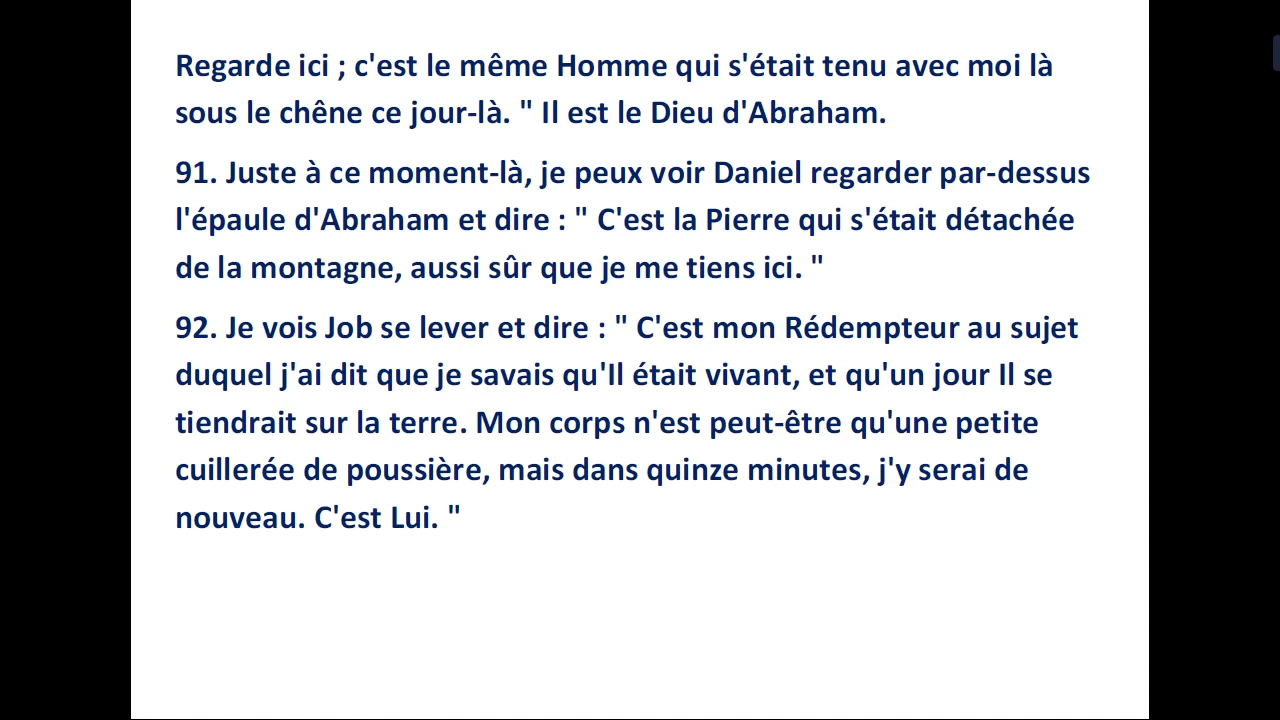 Regarde ici ; c'est le même Homme qui s'était tenu avec moi là
sous le chêne ce jour-là. " Il est le Dieu d'Abraham.
91. Juste à ce moment-là, je peux voir Daniel regarder par-dessus
l'épaule d'Abraham et dire : " C'est la Pierre qui s'était détachée
de la montagne, aussi sûr que je me tiens ici. "
92. Je vois Job se lever et dire : " C'est mon Rédempteur au sujet
duquel j'ai dit que je savais qu'Il était vivant, et qu'un jour Il se
tiendrait sur la terre. Mon corps n'est peut-être qu'une petite
cuillerée de poussière, mais dans quinze minutes, j'y serai de
nouveau. C'est Lui. "